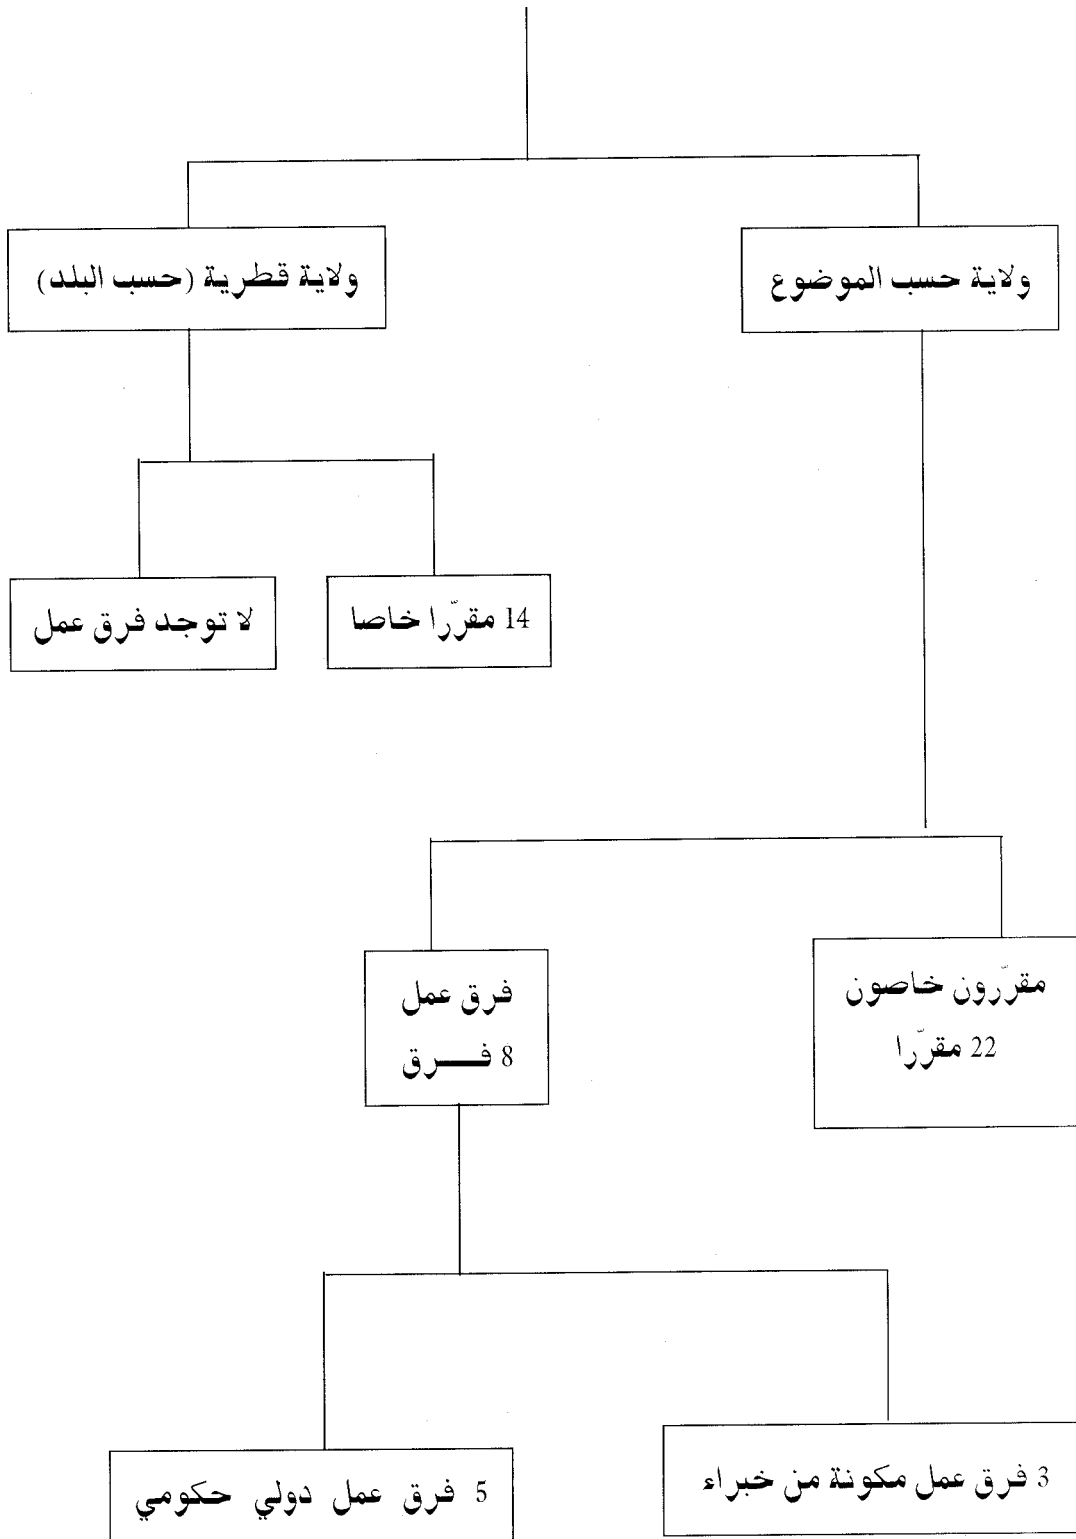 ولاية حسب الموضوع
ولاية قطرية (حسب البلد)
14 مقرّرا خاصا
لا توجد فرق عمل
مقرّرون خاصون
22 مقرّرا
فرق عمل
8 فـــرق
3 فرق عمل مكونة من خبراء
5 فرق عمل دولي حكومي